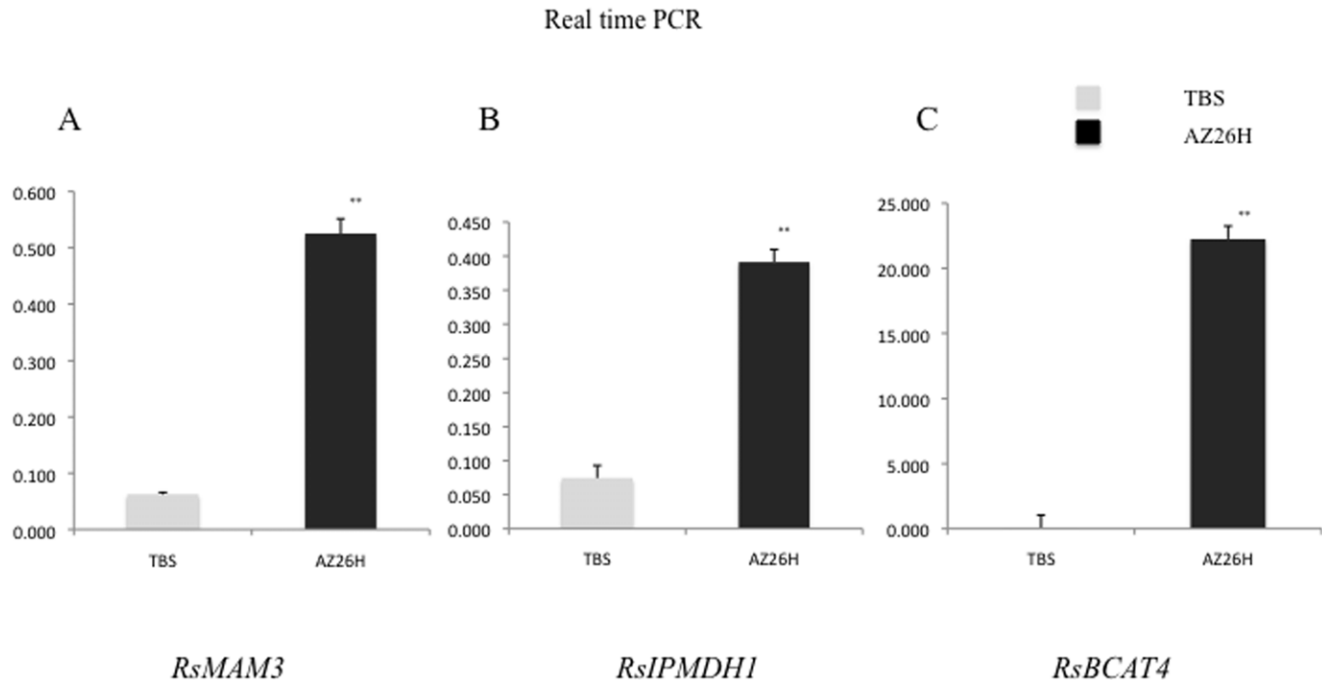 Real time PCR
A
B
C
TBS
AZ26H
**
0.600
0.500
0.400
0.300
0.200
0.100
0.000
TBS AZ26H
**
0.450
0.400
0.350
0.300
0.250
0.200
0.150
0.100
0.050
0.000
TBS AZ26H
**
25.000
20.000
15.000
10.000
5.000
0.000
TBS AZ26H
RsMAM3
RsIPMDH1
RsBCAT4